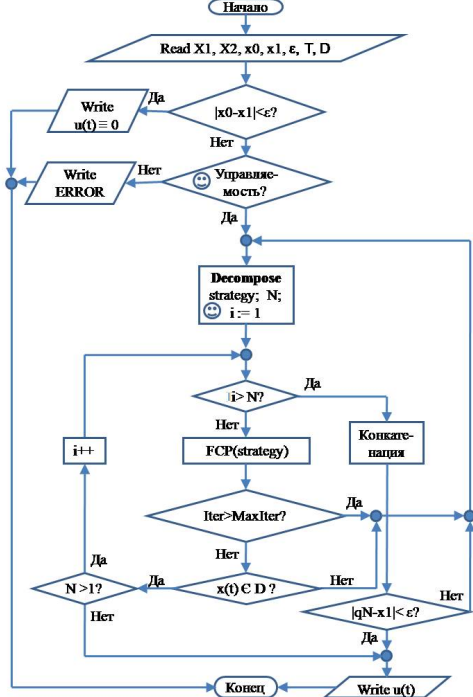 Начало
Read X1, X2, x0, x1, ε, T, D
|x0-x1|<ε?
Да
Write
u(t) ≡ 0
Нет
Управляе-
мость?
Нет
Write
ERROR
Да
Decompose
strategy; N;
i := 1
i> N?
Да
Нет
i++
FCP(strategy)
Конкате-
нация
Iter>MaxIter?
Да
Нет
Да
N >1?
Да
x(t) Є D ?
Нет
Нет
|qN-x1|< ε?
Нет
Да
Конец
Write u(t)